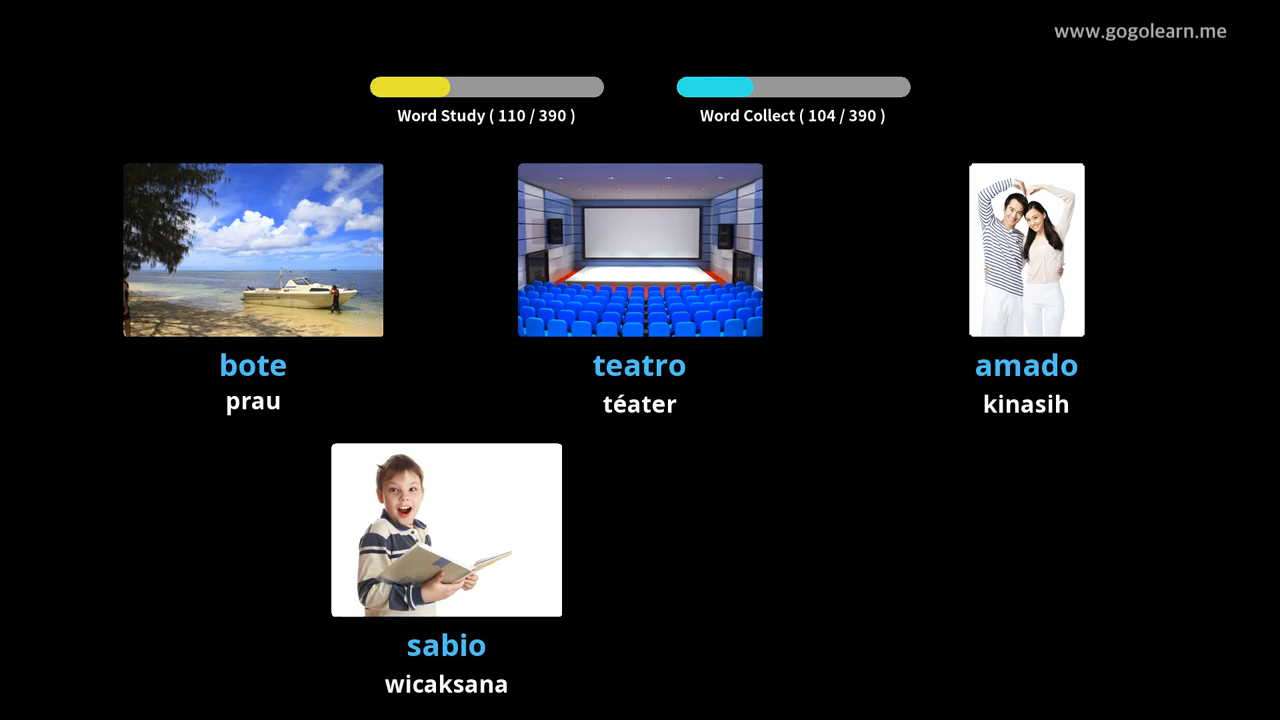 www.gogolearn.me
Word Study ( 110 / 390 )
Word Collect ( 104 / 390 )
bote
prau
teatro
téater
amado
kinasih
sabio
wicaksana